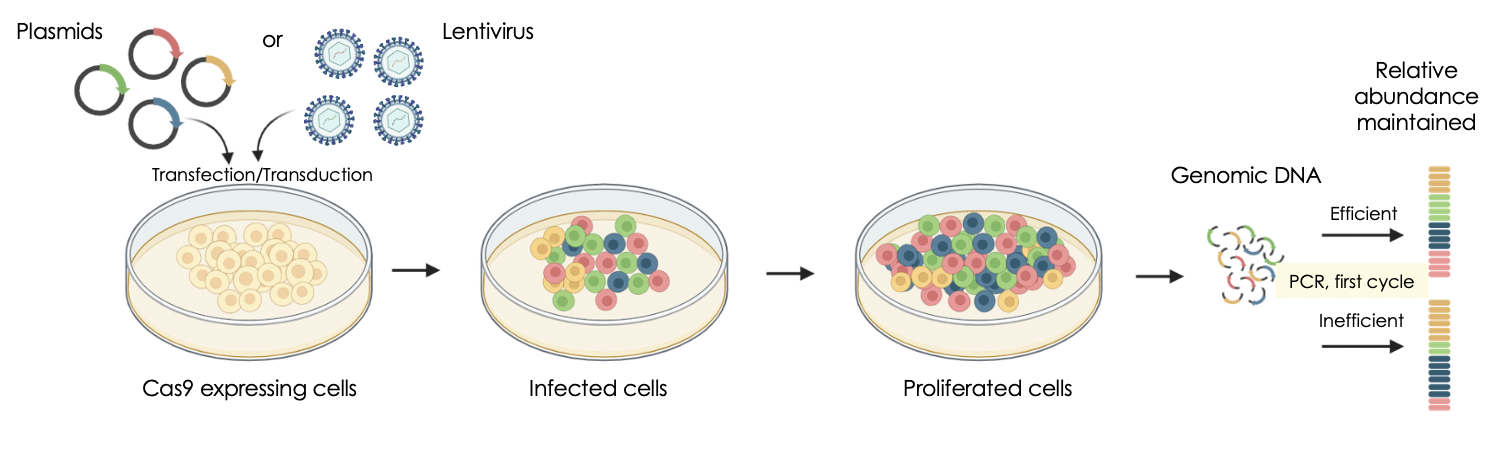 Plasmids
or
Lentivirus
Transfection/Transduction
Cas9 expressing cells
Infected cells
Proliferated cells
Genomic DNA
Relative
abundance
maintained
Efficient
PCR, first cycle
Inefficient